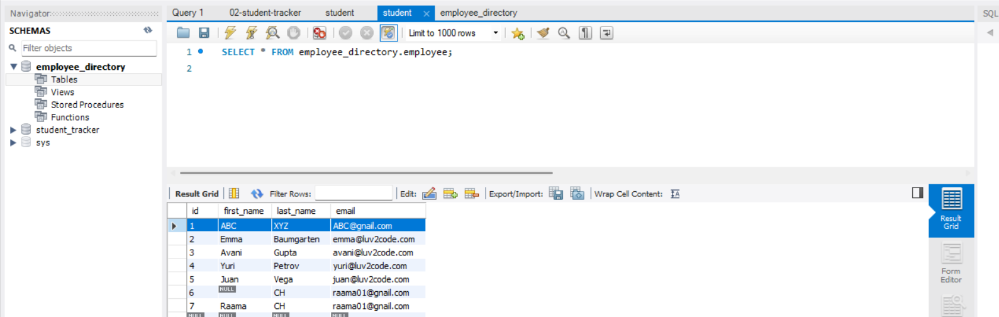 Navigator
SCHEMAS
Filter objects
employee_directory
Tables
Views
Stored Procedures
Functions
student_tracker
sys
Query 1 02-student-tracker student student × employee_directory SQL
Limit to 1000 rows
1 SELECT * FROM employee_directory.employee;
2
Result Grid Filter Rows: Edit: Export/Import: Wrap Cell Content: IA
id first_name last_name email
1 ABC XYZ ABC@gnail.com
2 Emma Baumgarten emma@luv2code.com
3 Avani Gupta avani@luv2code.com
4 Yuri Petrov yuri@luv2code.com
5 Juan Vega juan@luv2code.com
6 NULL CH raama01@gnail.com
7 Raama CH raama01@gnail.com
NULL NULL NULL NULL
Result
Grid
Form
Editor